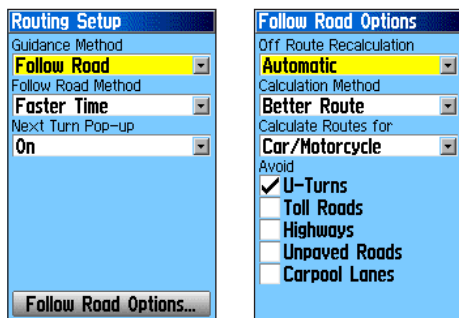 Routing Setup
Guidance Method
Follow Road
Follow Road Method
Faster Time
Next Turn Pop-up
On
Follow Road Options...
Follow Road Options
Off Route Recalculation
Automatic
Calculation Method
Better Route
Calculate Routes for
Car/Motorcycle
Avoid
U-Turns
Toll Roads
Highways
Unpaved Roads
Carpool Lanes